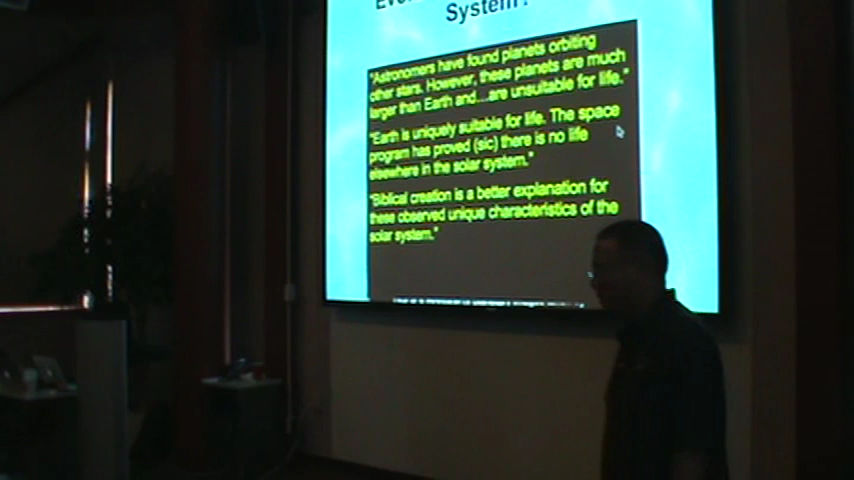 System?
"Astronomers have found planets orbiting
other stars. However, these planets are much
larger than Earth and...are unsuitable for life."
"Earth is uniquely suitable for life. The space
program has proved (sic) there is no life
elsewhere in the solar system."
"Biblical creation is a better explanation for
these observed unique characteristics of the
solar system."